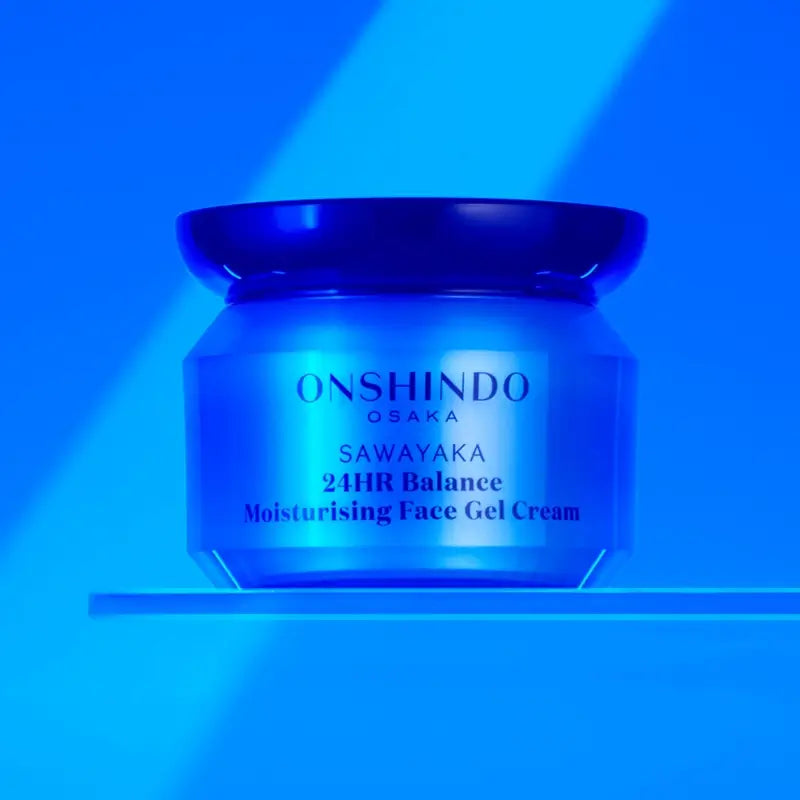 ONSHINDO
OSAKA
SAWAYAKA
24HR Balance
Moisturising Face Gel Cream